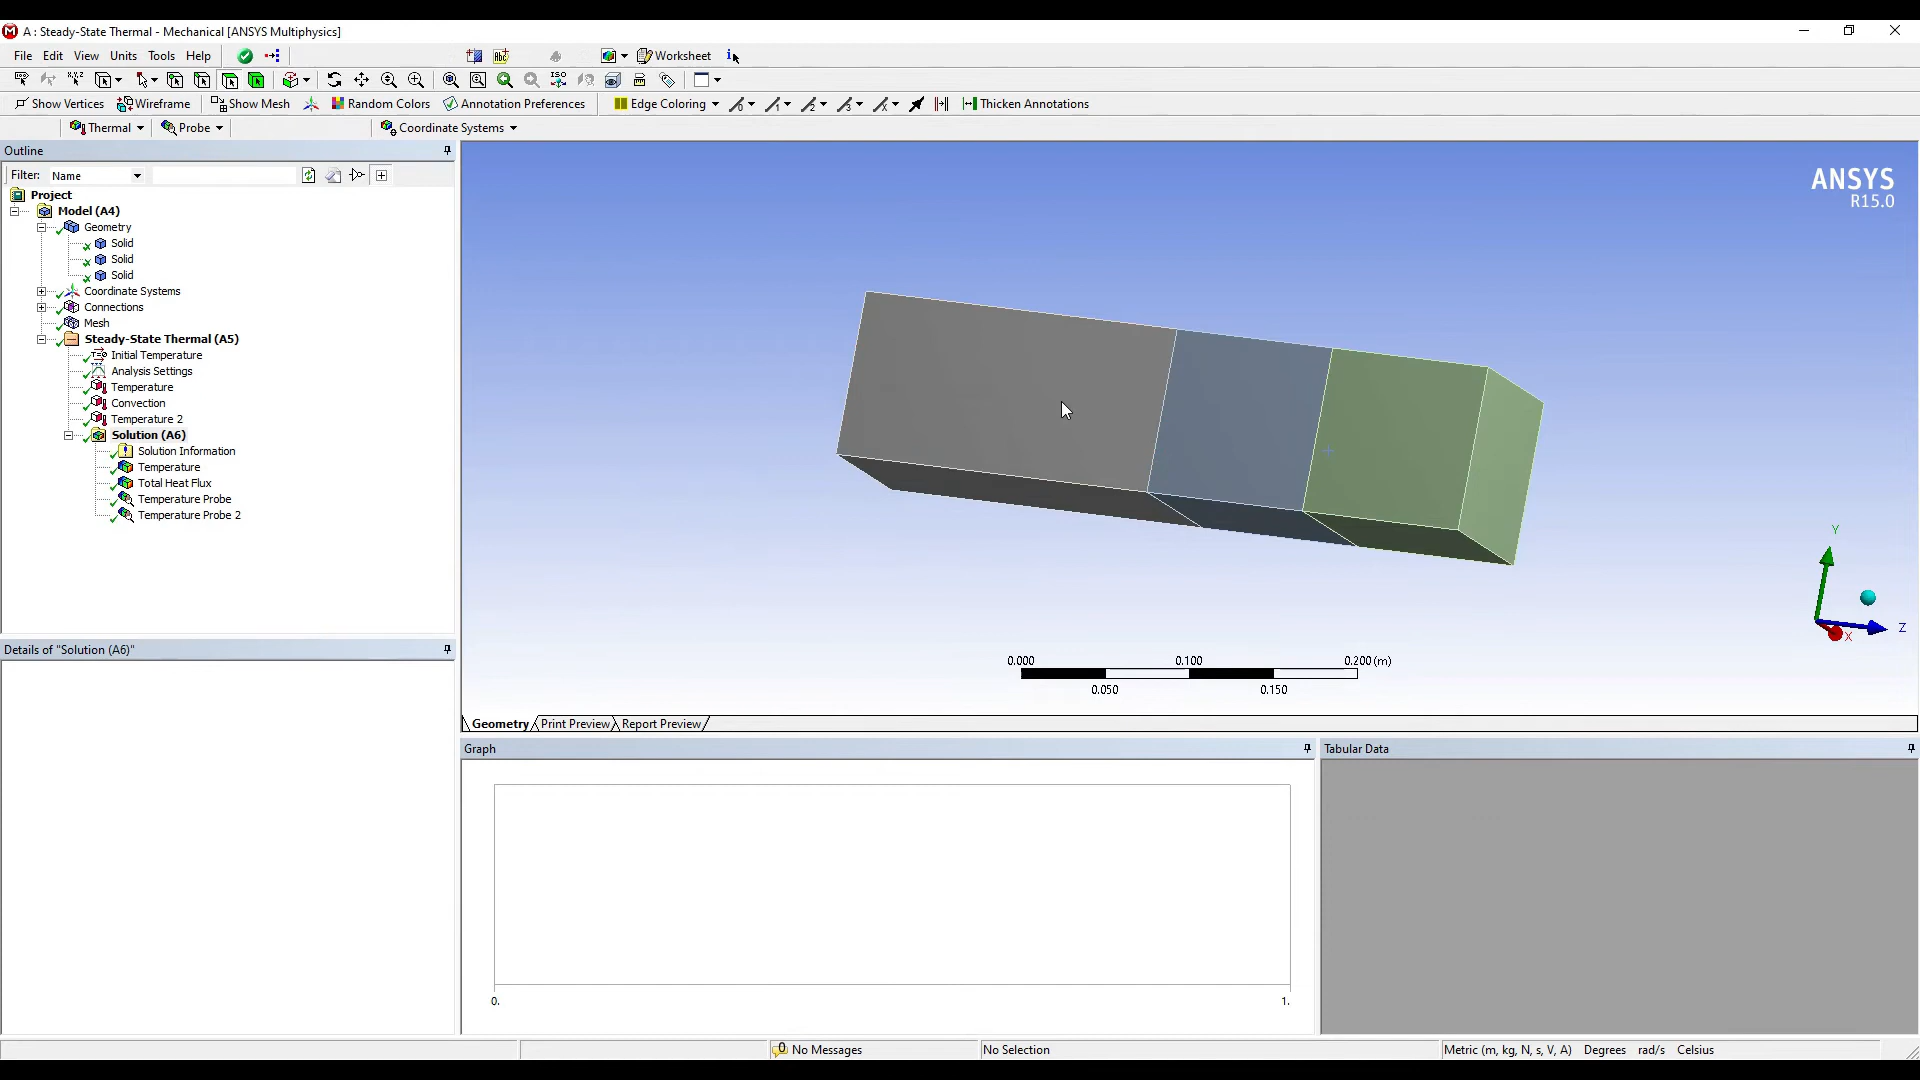 A : Steady-State Thermal - Mechanical [ANSYS Multiphysics]
File Edit View Units Tools Help Worksheet
ISO
Show Vertices Wireframe Show Mesh Random Colors Annotation Preferences Edge Coloring Thicken Annotations
Thermal Probe Coordinate Systems
Outline
Filter: Name
Project
Model (A4)
Geometry
Solid
Solid
Solid
Coordinate Systems
Connections
Mesh
Steady-State Thermal (A5)
Initial Temperature
Analysis Settings
Temperature
Convection
Temperature 2
Solution (A6)
Solution Information
Temperature
Total Heat Flux
Temperature Probe
Temperature Probe 2
Details of "Solution (A6)"
ANSYS
R15.0
Y
Z
X
0.000 0.100 0.200 (m)
0.050 0.150
Geometry Print Preview Report Preview
Graph
0. 1.
Tabular Data
0 No Messages No Selection Metric (m, kg, N, s, V, A) Degrees rad/s Celsius